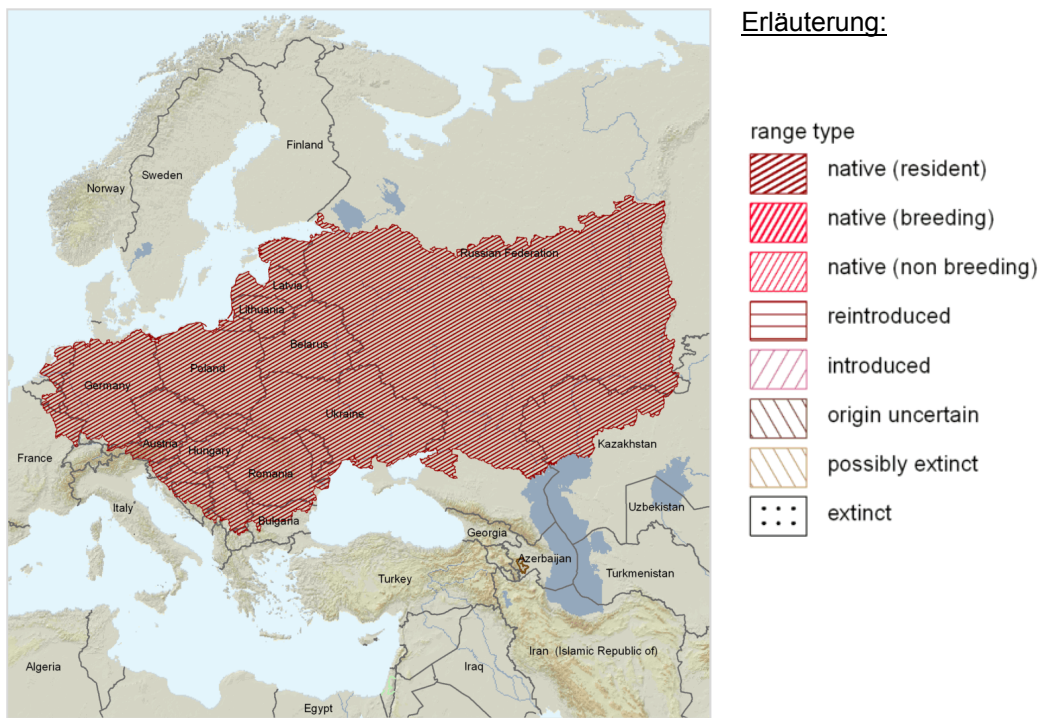 Erläuterung:
range type
native (resident)
native (breeding)
native (non breeding)
reintroduced
introduced
origin uncertain
possibly extinct
extinct
Finland
Norway
Sweden
Russian Federation
Latvia
Lithuania
Belarus
Poland
Germany
Ukraine
Austria
Hungary
Kazakhstan
France
Romania
Italy
Bulgaria
Uzbekistan
Georgia
Azerbaijan
Turkmenistan
Turkey
Iran (Islamic Republic of)
Algeria
Iraq
Egypt